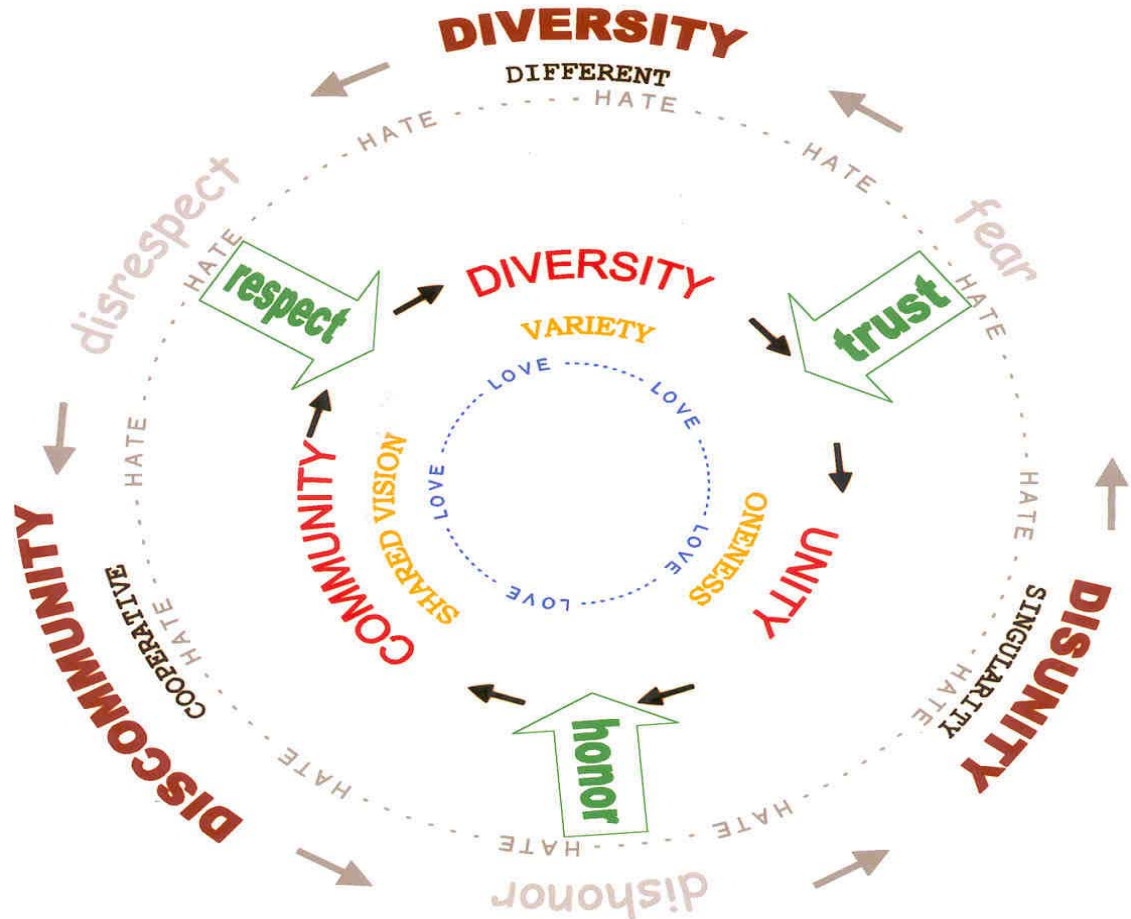 DIVERSITY
DIFFERENT
HATE
HATE
HATE
HATE
disrespect
fear
HATE
HATE
respect
trust
DIVERSITY
VARIETY
LOVE
LOVE
HATE
HATE
COMMUNITY
SHARED VISION
LOVE
LOVE
ONENESS
UNITY
DISCOMMUNITY
COOPERATIVE
HATE
LOVE
HATE
SINGULARITY
DISUNITY
HATE
honor
HATE
HATE
dishonor